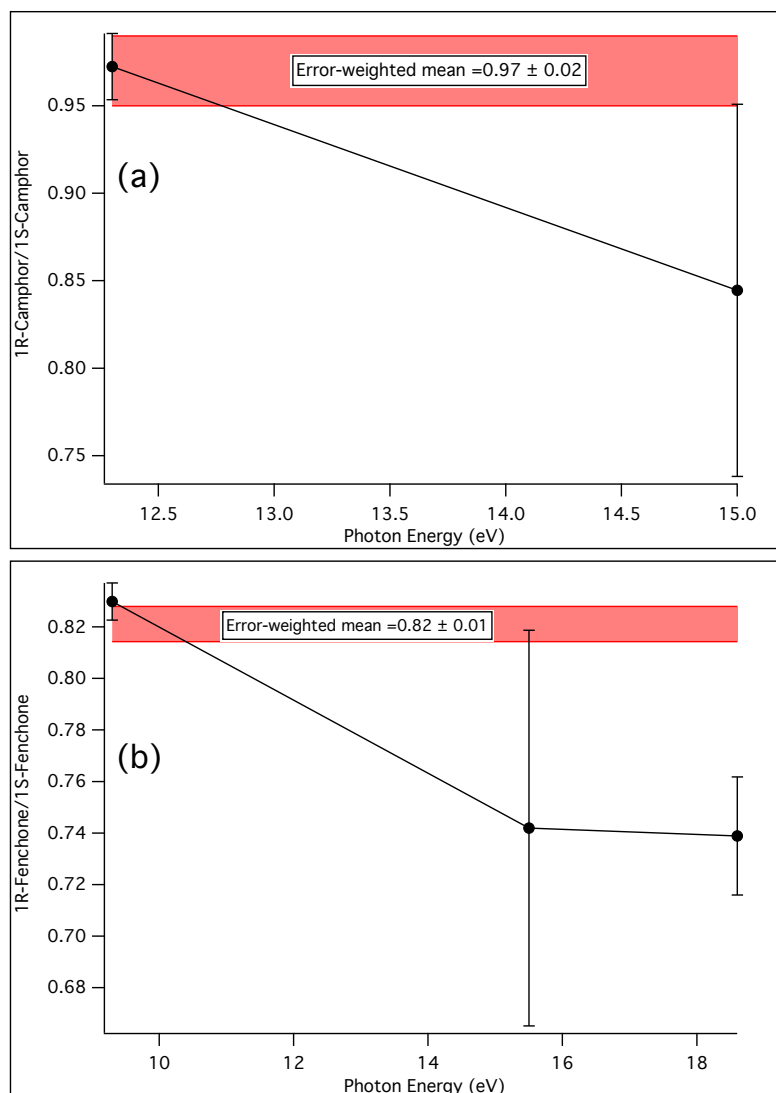 Error-weighted mean =0.97 ± 0.02
0.95
(a)
0.90
0.85
0.80
0.75
1R-Camphor/1S-Camphor
12.5 13.0 13.5 14.0 14.5 15.0
Photon Energy (eV)
Error-weighted mean =0.82 ± 0.01
0.82
0.80
0.78
(b)
0.76
0.74
0.72
0.70
0.68
1R-Fenchone/1S-Fenchone
10 12 14 16 18
Photon Energy (eV)